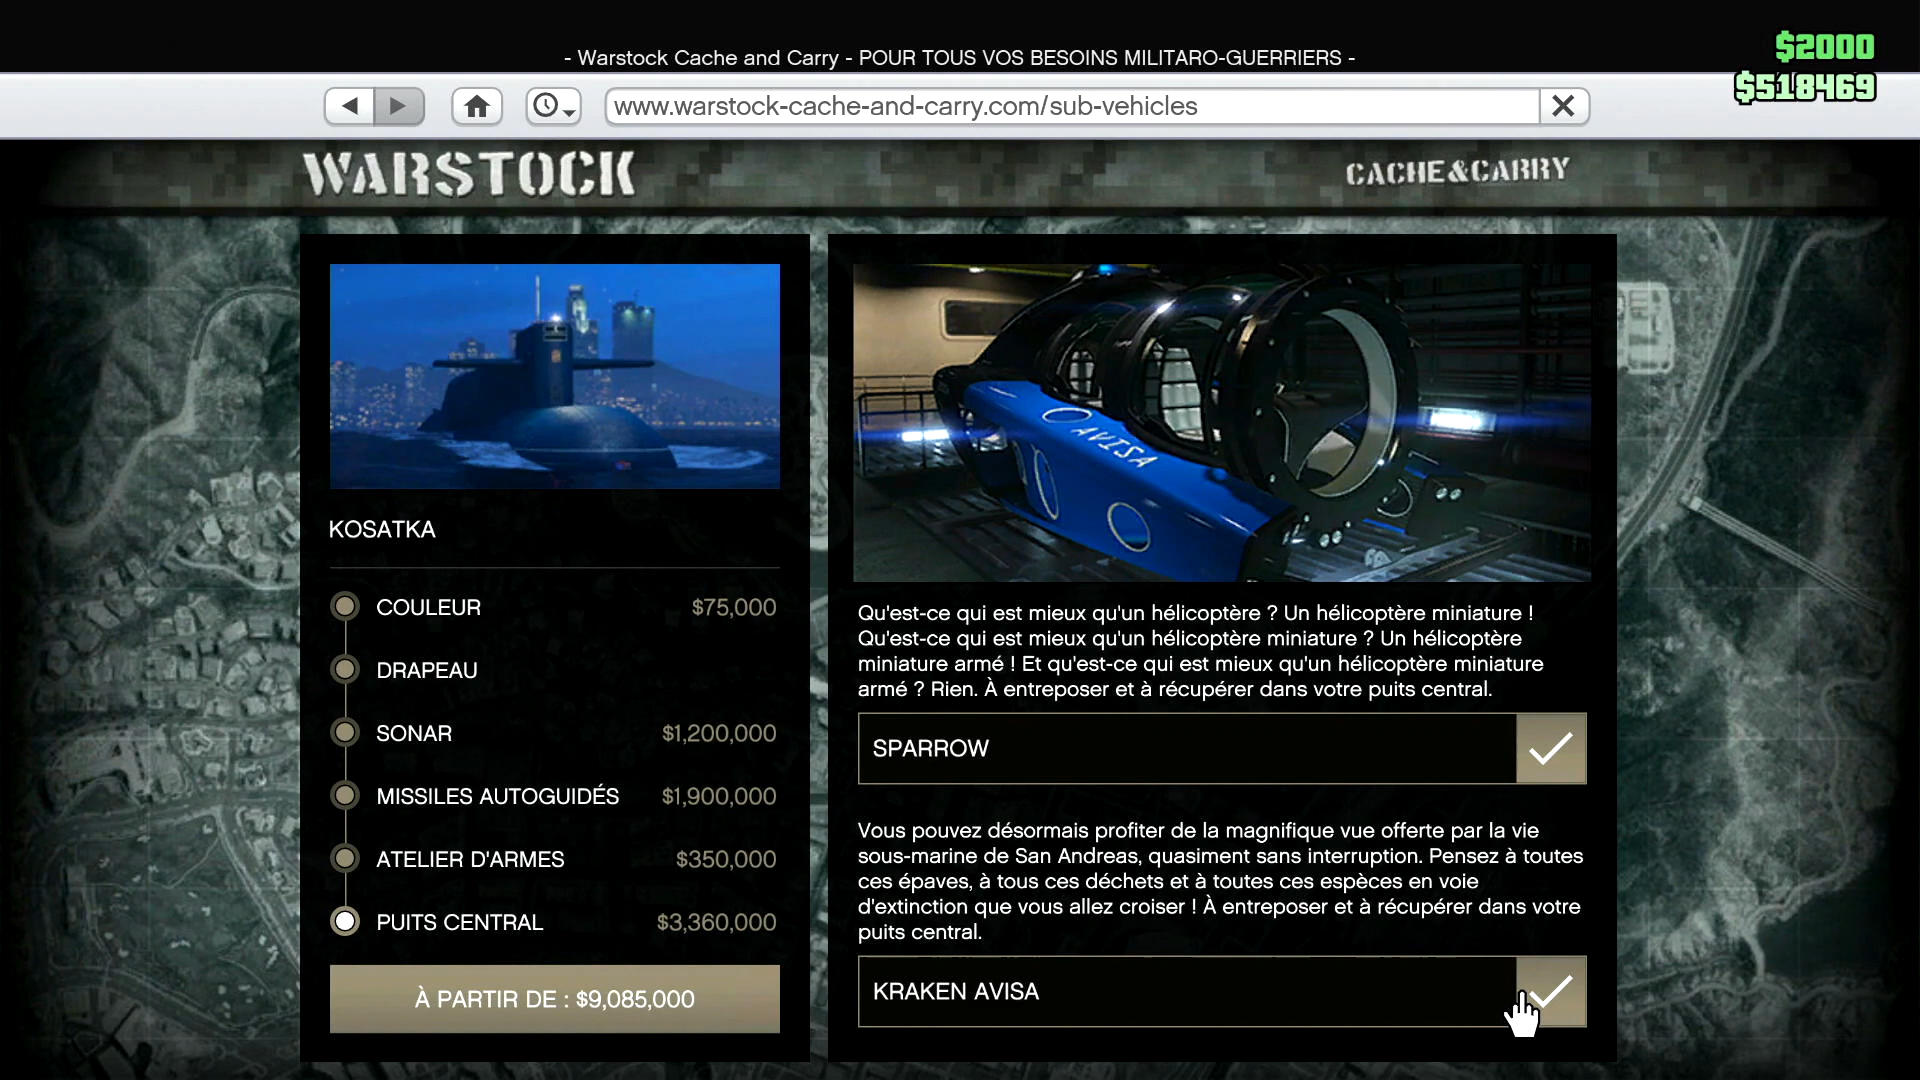 - Warstock Cache and Carry - POUR TOUS VOS BESOINS MILITARO-GUERRIERS -
$2000
$518469
www.warstock-cache-and-carry.com/sub-vehicles
WARSTOCK
CACHE&CARRY
KOSATKA
COULEUR $75,000
DRAPEAU
SONAR $1,200,000
MISSILES AUTOGUIDÉS $1,900,000
ATELIER D'ARMES $350,000
PUITS CENTRAL $3,360,000
À PARTIR DE : $9,085,000
AVISA
Qu'est-ce qui est mieux qu'un hélicoptère ? Un hélicoptère miniature !
Qu'est-ce qui est mieux qu'un hélicoptère miniature ? Un hélicoptère
miniature armé ! Et qu'est-ce qui est mieux qu'un hélicoptère miniature
armé ? Rien. À entreposer et à récupérer dans votre puits central.
SPARROW
Vous pouvez désormais profiter de la magnifique vue offerte par la vie
sous-marine de San Andreas, quasiment sans interruption. Pensez à toutes
ces épaves, à tous ces déchets et à toutes ces espèces en voie
d'extinction que vous allez croiser ! À entreposer et à récupérer dans votre
puits central.
KRAKEN AVISA